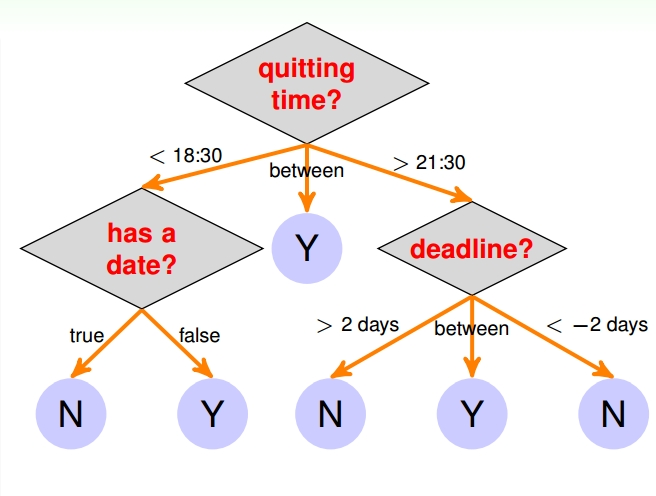 quitting
time?
< 18:30
between
> 21:30
has a
date?
Y
deadline?
true
false
> 2 days
between
< −2 days
N
Y
N
Y
N